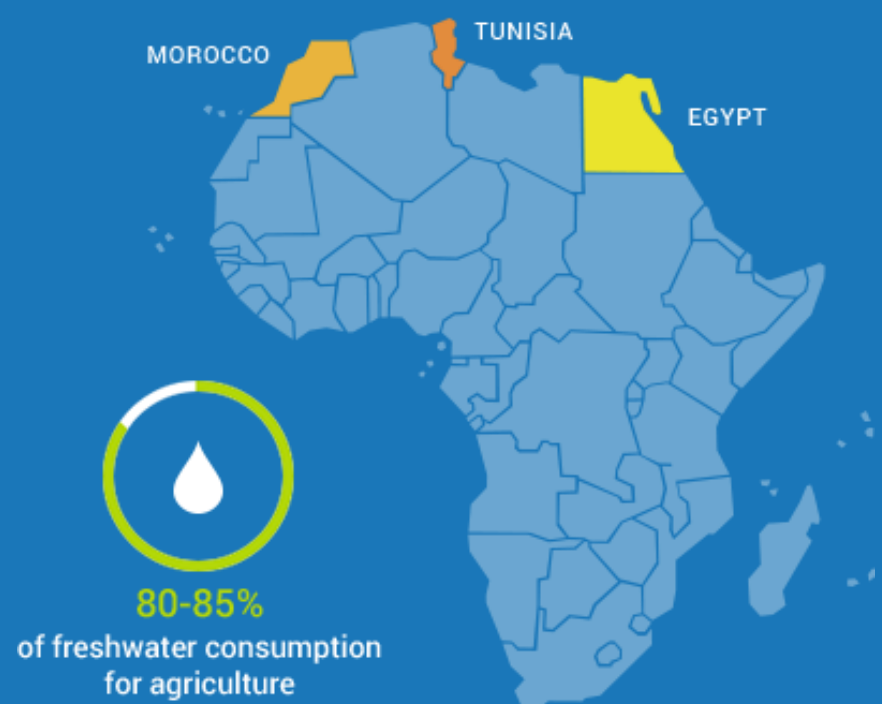 TUNISIA
MOROCCO
EGYPT
80-85%
of freshwater consumption
for agriculture